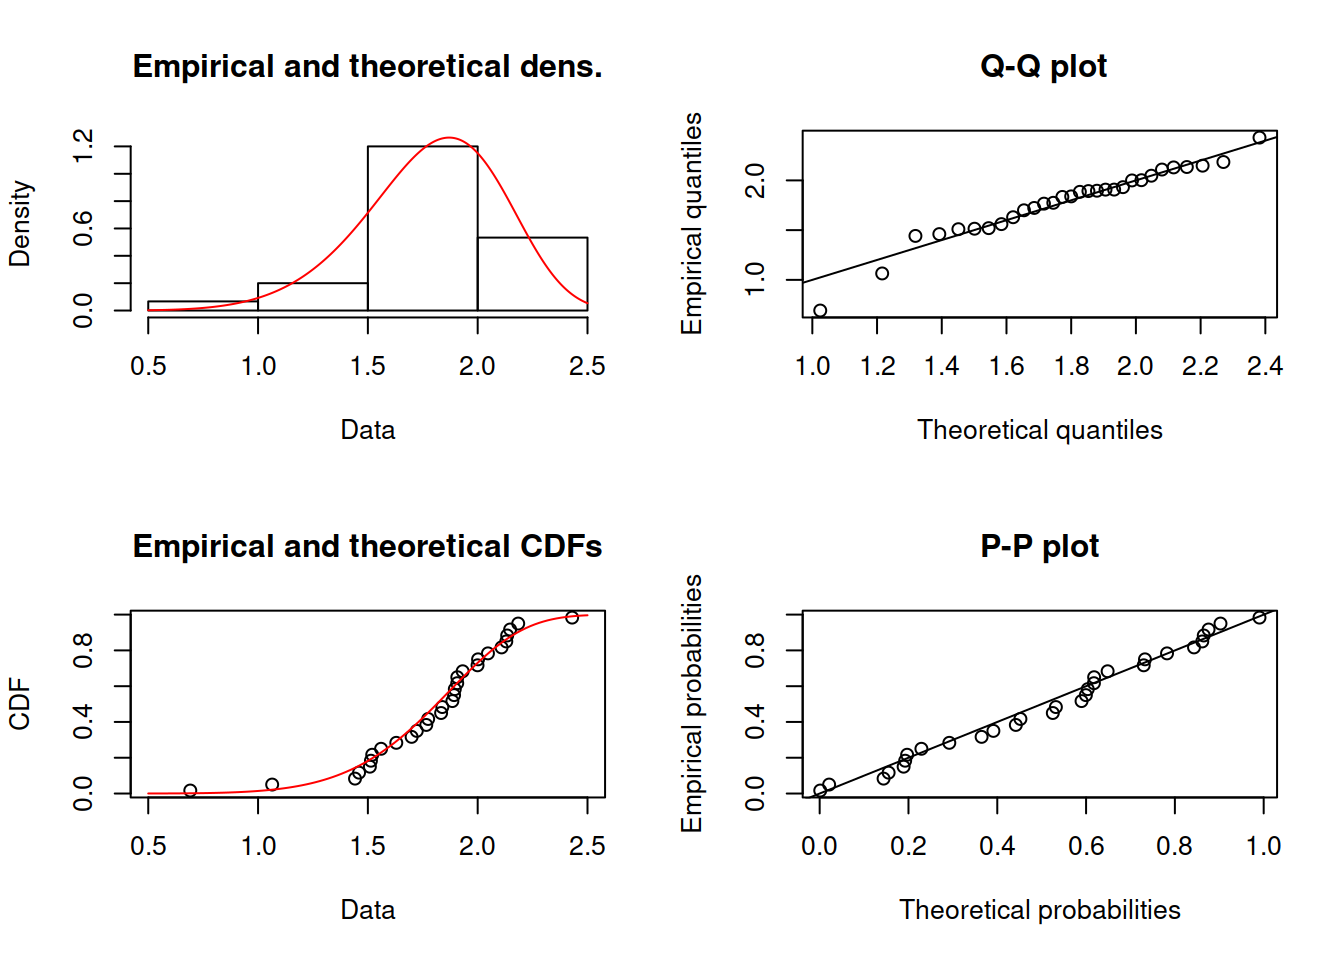 Empirical and theoretical dens.
Density
0.0 0.6 1.2
0.5 1.0 1.5 2.0 2.5
Data
Q-Q plot
Empirical quantiles
1.0 2.0
1.0 1.2 1.4 1.6 1.8 2.0 2.2 2.4
Theoretical quantiles
Empirical and theoretical CDFs
CDF
0.0 0.4 0.8
0.5 1.0 1.5 2.0 2.5
Data
P-P plot
Empirical probabilities
0.0 0.4 0.8
0.0 0.2 0.4 0.6 0.8 1.0
Theoretical probabilities